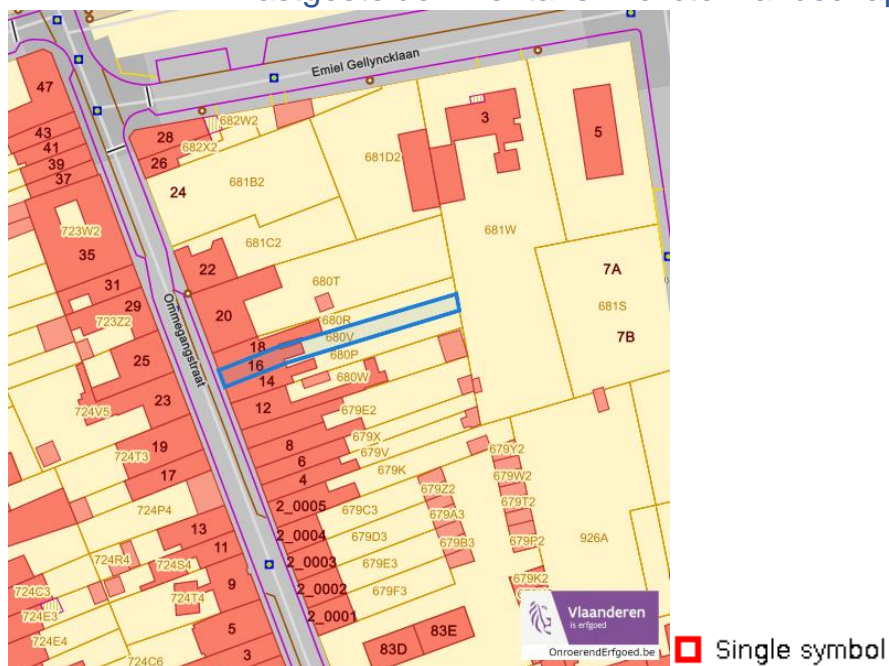 Emiel Gellyncklaan
47
682W2
28
682X2
26
3
5
43
41
39
37
681D2
24
681B2
723W2
35
681W
681C2
22
7A
31
680T
681S
29
723Z2
20
680R
7B
Ommegangstraat
18
680V
680P
25
16
14
680W
12
679E2
23
724V5
8
679X
679V
19
6
679K
679Y2
724T3
17
4
679W2
679Z2
2_0005
679C3
679T2
724P4
679A3
13
2_0004
679D3
679B3
679P2
926A
11
724R4
2_0003
679E3
724S4
679K2
9
2_0002
679F3
724C3
724T4
724E3
2_0001
Vlaanderen
is erfgoed
5
83E
724E4
83D
OnroerendErfgoed.be
3
724C6
Single symbol